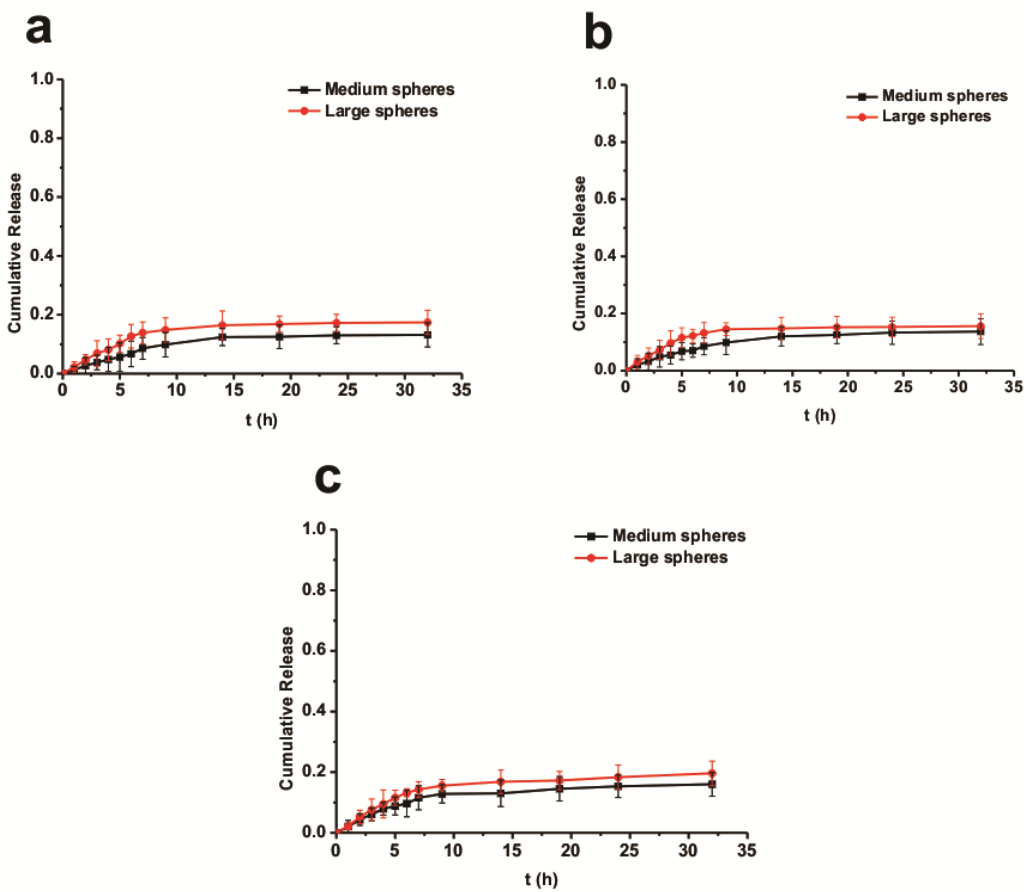 a
1.0
0.8
0.6
0.4
0.2
0.0
Cumulative Release
Medium spheres
Large spheres
0 5 10 15 20 25 30 35
t (h)
b
1.0
0.8
0.6
0.4
0.2
0.0
Cumulative Release
Medium spheres
Large spheres
0 5 10 15 20 25 30 35
t (h)
c
1.0
0.8
0.6
0.4
0.2
0.0
Cumulative Release
Medium spheres
Large spheres
0 5 10 15 20 25 30 35
t (h)